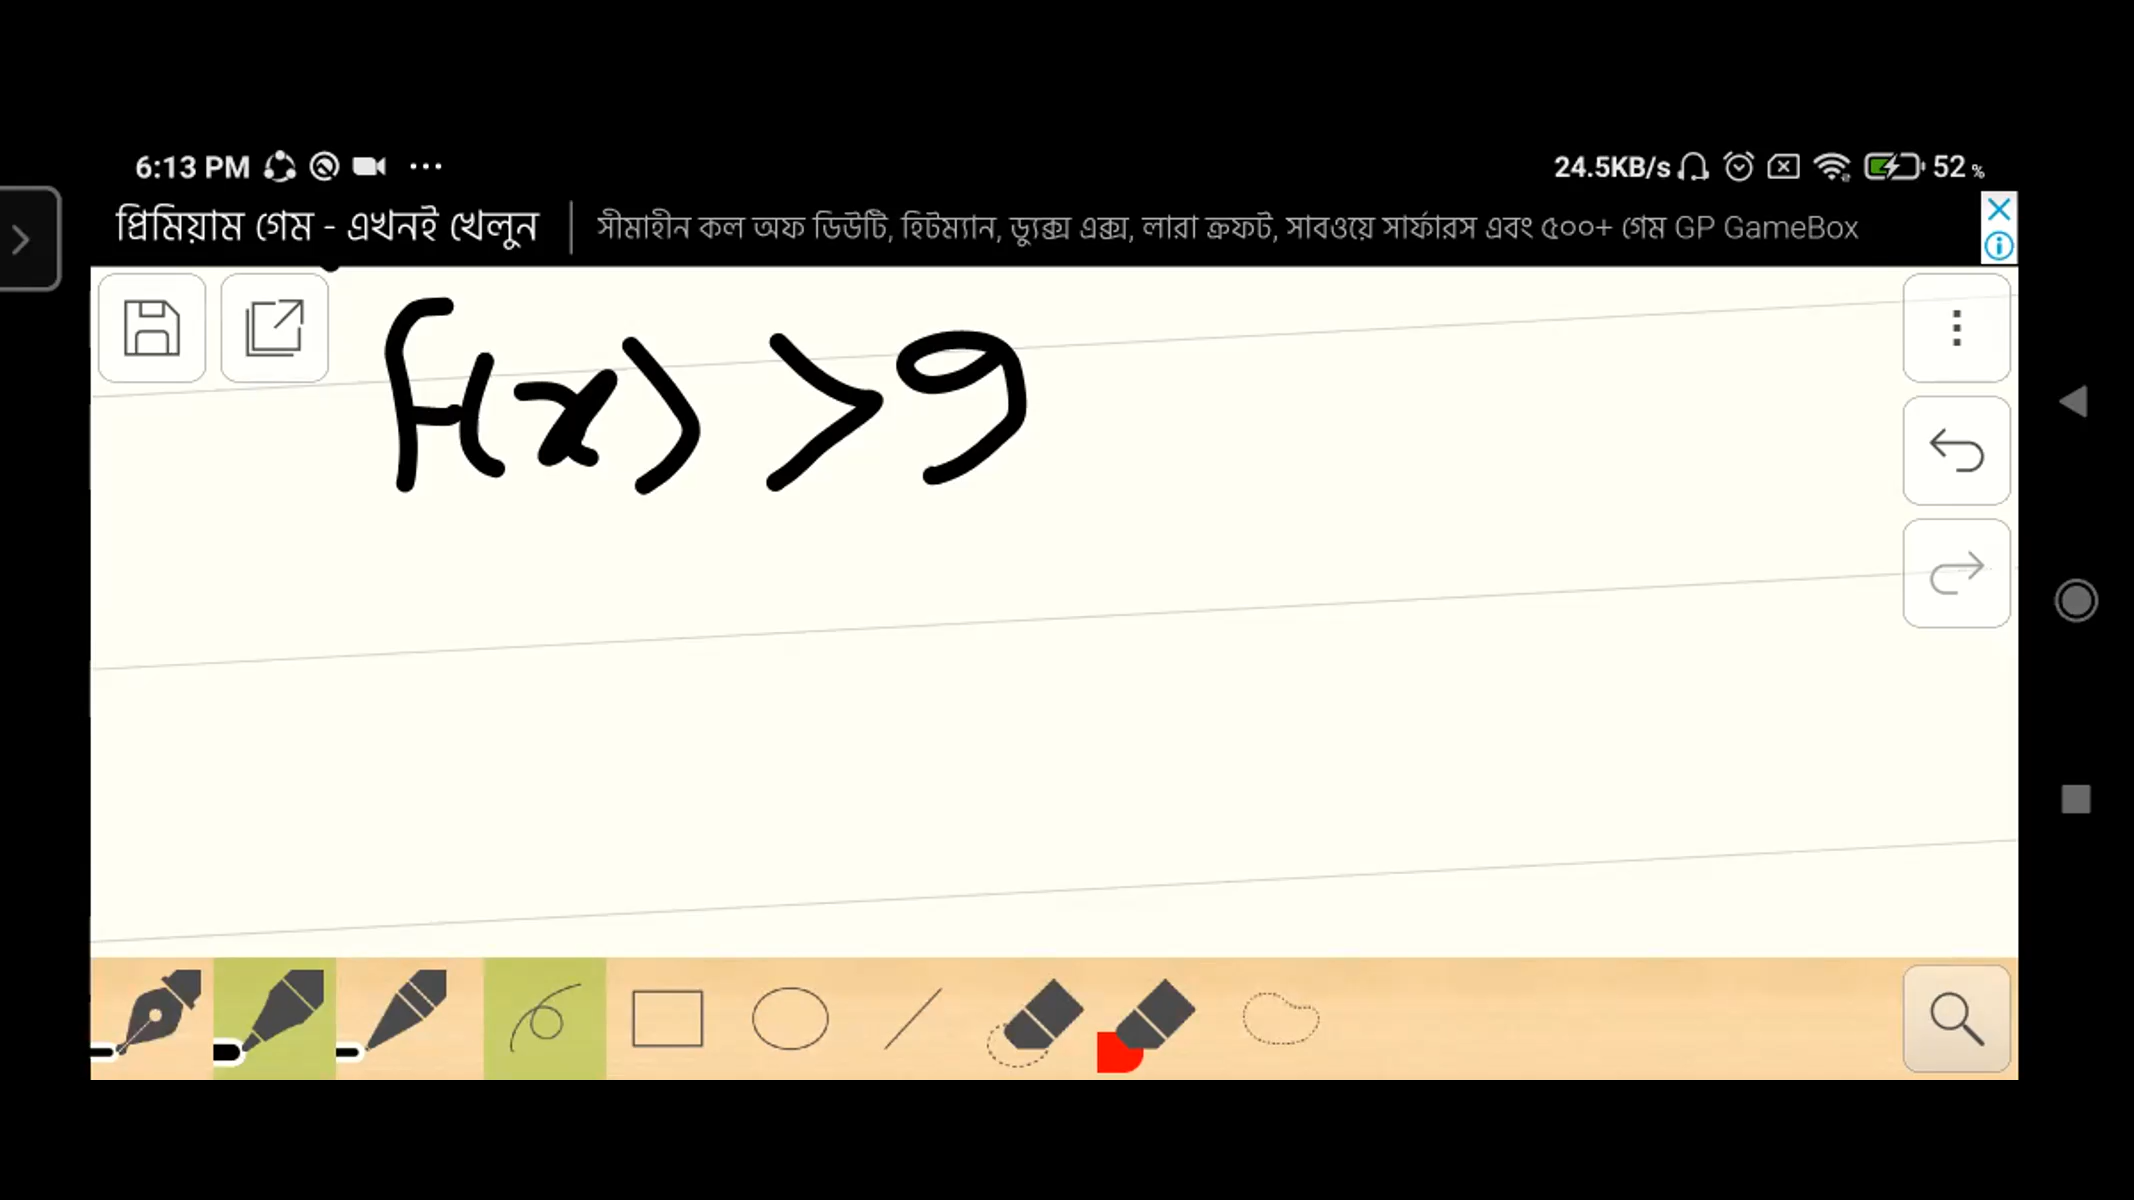 6:13 PM ... 24.5KB/s 52 %
প্রিমিয়াম গেম - এখনই খেলুন | সীমাহীন কল অফ ডিউটি, হিটম্যান, ড্যুক্স এক্স, লারা ক্রফট, সাবওয়ে সার্ফারস এবং ৫০০+ গেম GP GameBox
f(x) >9